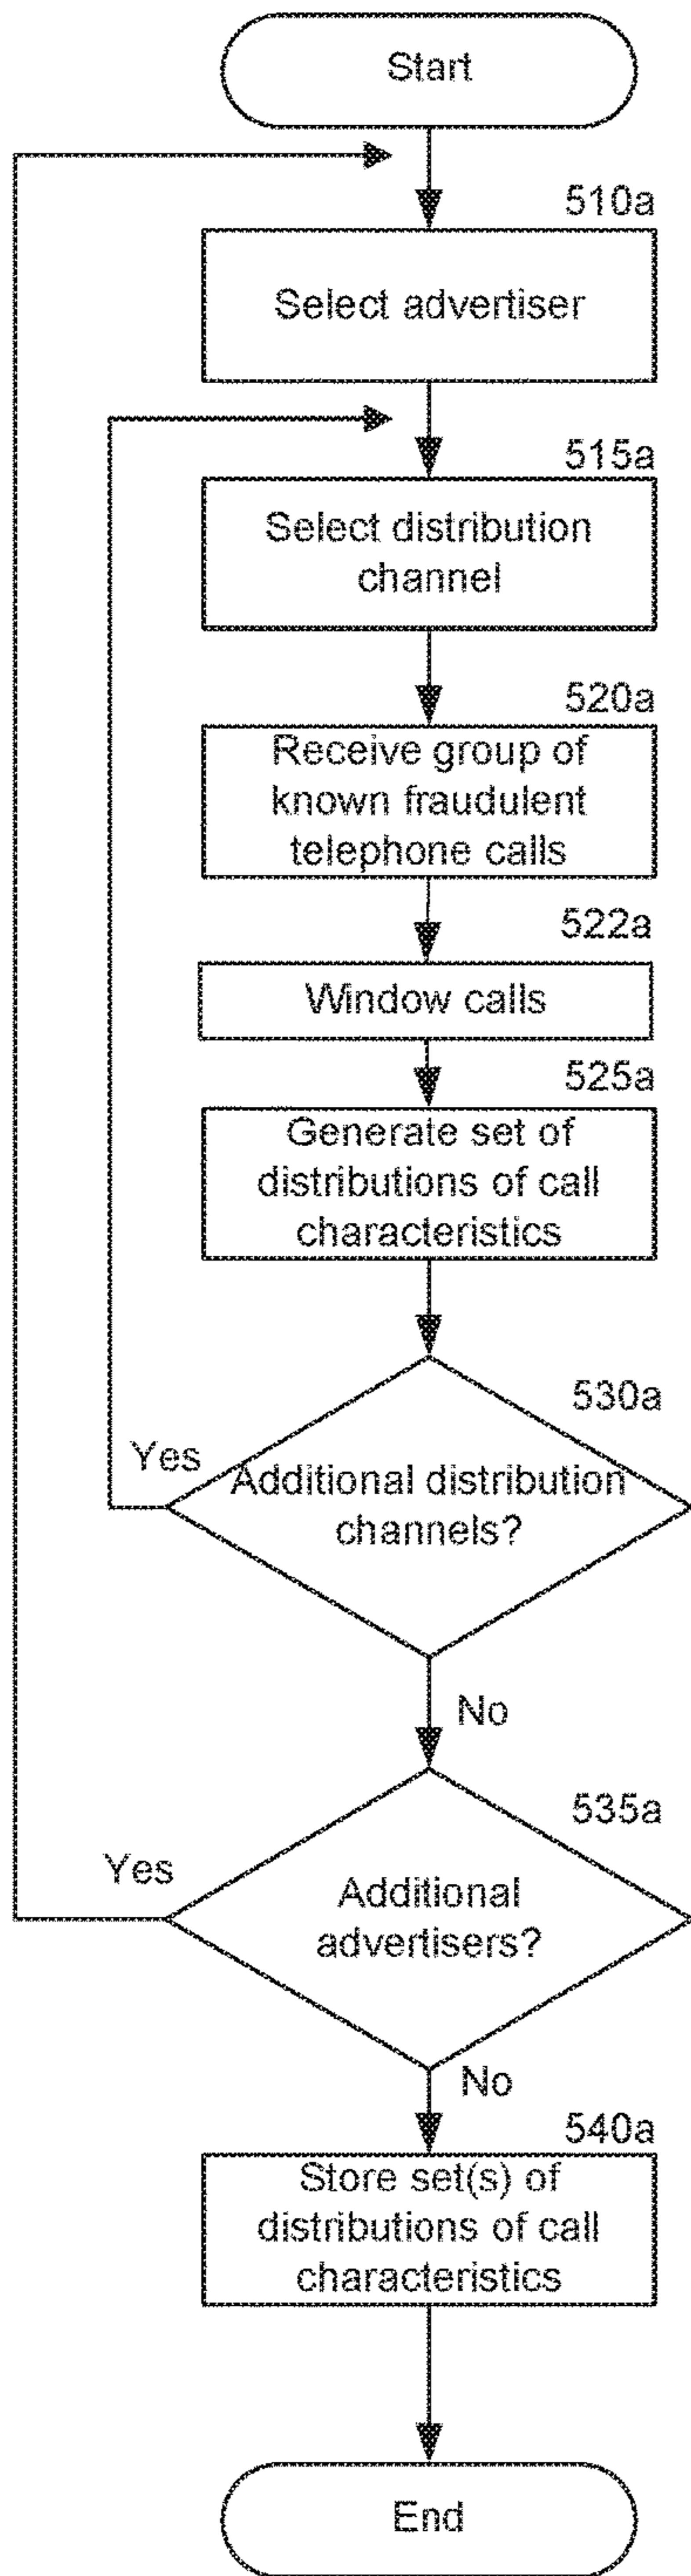 Start
510a
Select advertiser
515a
Select distribution
channel
520a
Receive group of
known fraudulent
telephone calls
522a
Window calls
525a
Generate set of
distributions of call
characteristics
530a
Yes
Additional distribution
channels?
No
535a
Yes
Additional
advertisers?
No
540a
Store set(s) of
distributions of call
characteristics
End